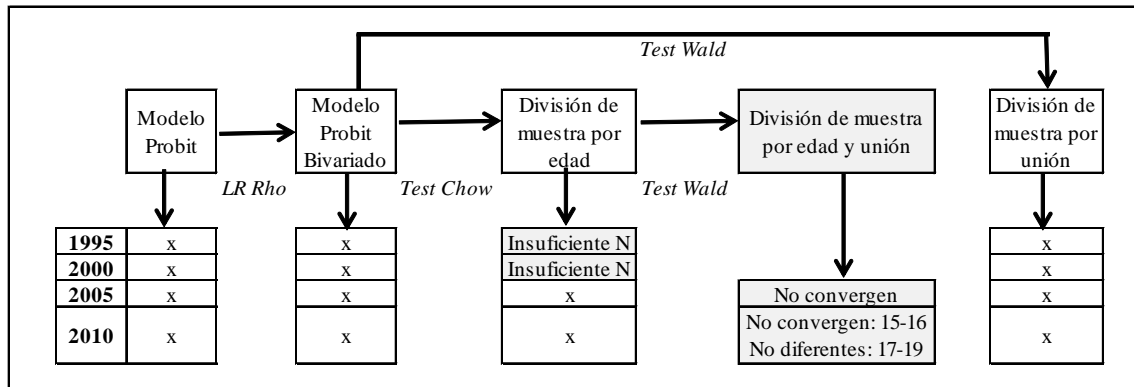 Test Wald
Modelo
Probit
Modelo
Probit
Bivariado
División de
muestra por
edad
División de muestra
por edad y unión
División de
muestra por
unión
LR Rho
Test Chow
Test Wald
1995 x x Insuficiente N x
2000 x x Insuficiente N x
2005 x x x No convergen x
2010 x x x No convergen: 15-16 x
No diferentes: 17-19